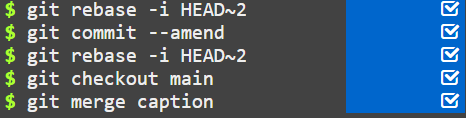 $ git rebase -i HEAD~2
$ git commit --amend
$ git rebase -i HEAD~2
$ git checkout main
$ git merge caption